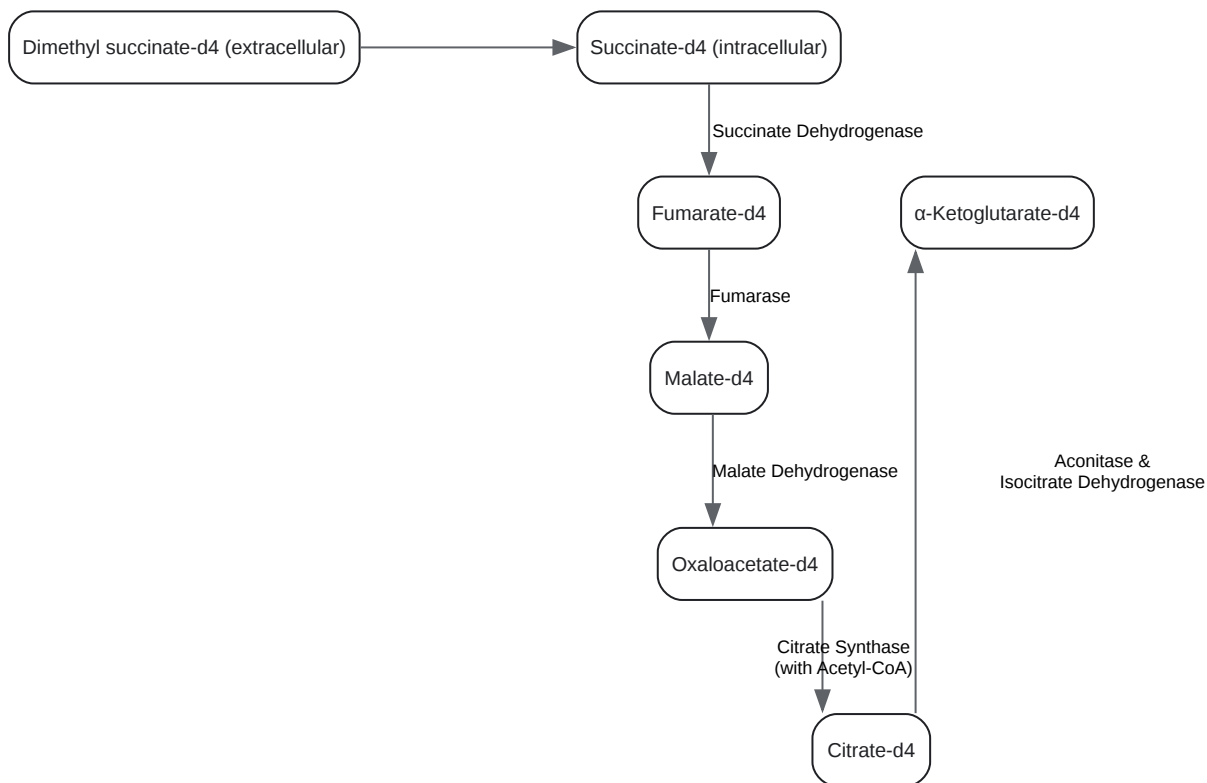 Dimethyl succinate-d4 (extracellular)
Succinate-d4 (intracellular)
Succinate Dehydrogenase
Fumarate-d4
α-Ketoglutarate-d4
Fumarase
Malate-d4
Malate Dehydrogenase
Aconitase &
Isocitrate Dehydrogenase
Oxaloacetate-d4
Citrate Synthase
(with Acetyl-CoA)
Citrate-d4